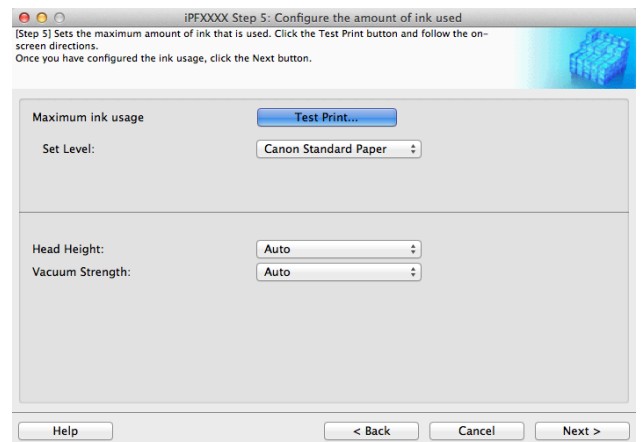 iPFXXXX Step 5: Configure the amount of ink used
[Step 5] Sets the maximum amount of ink that is used. Click the Test Print button and follow the on-
screen directions.
Once you have configured the ink usage, click the Next button.
Maximum ink usage
Test Print...
Set Level:
Canon Standard Paper
Head Height:
Auto
Vacuum Strength:
Auto
Help
< Back
Cancel
Next >